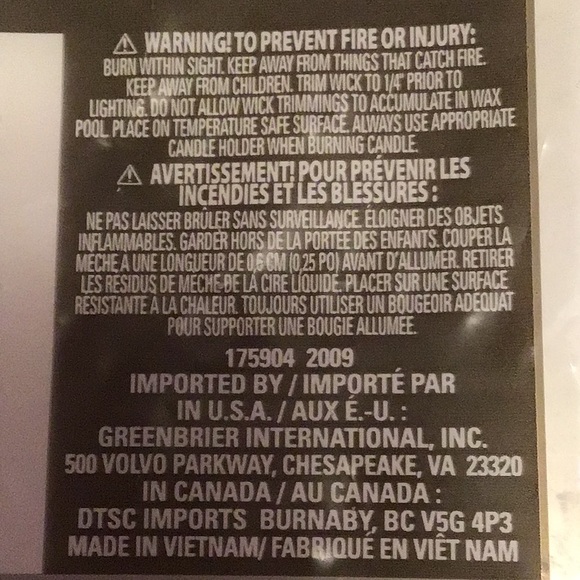 ⚠ WARNING! TO PREVENT FIRE OR INJURY:
BURN WITHIN SIGHT. KEEP AWAY FROM THINGS THAT CATCH FIRE.
KEEP AWAY FROM CHILDREN. TRIM WICK TO 1/4" PRIOR TO
LIGHTING. DO NOT ALLOW WICK TRIMMINGS TO ACCUMULATE IN WAX
POOL. PLACE ON TEMPERATURE SAFE SURFACE. ALWAYS USE APPROPRIATE
CANDLE HOLDER WHEN BURNING CANDLE.
⚠ AVERTISSEMENT! POUR PRÉVENIR LES
INCENDIES ET LES BLESSURES :
NE PAS LAISSER BRÛLER SANS SURVEILLANCE. ÉLOIGNER DES OBJETS
INFLAMMABLES. GARDER HORS DE LA PORTÉE DES ENFANTS. COUPER LA
MÈCHE À UNE LONGUEUR DE 0,6 CM (0.25 PO) AVANT D'ALLUMER. RETIRER
LES RÉSIDUS DE MÈCHE DE LA CIRE LIQUIDE. PLACER SUR UNE SURFACE
RÉSISTANTE À LA CHALEUR. TOUJOURS UTILISER UN BOUGEOIR ADÉQUAT
POUR SUPPORTER UNE BOUGIE ALLUMÉE.
175904 2009
IMPORTED BY / IMPORTÉ PAR
IN U.S.A. / AUX É.-U. :
GREENBRIER INTERNATIONAL, INC.
500 VOLVO PARKWAY, CHESAPEAKE, VA 23320
IN CANADA / AU CANADA :
DTSC IMPORTS BURNABY, BC V5G 4P3
MADE IN VIETNAM/ FABRIQUÉ EN VIÊT NAM